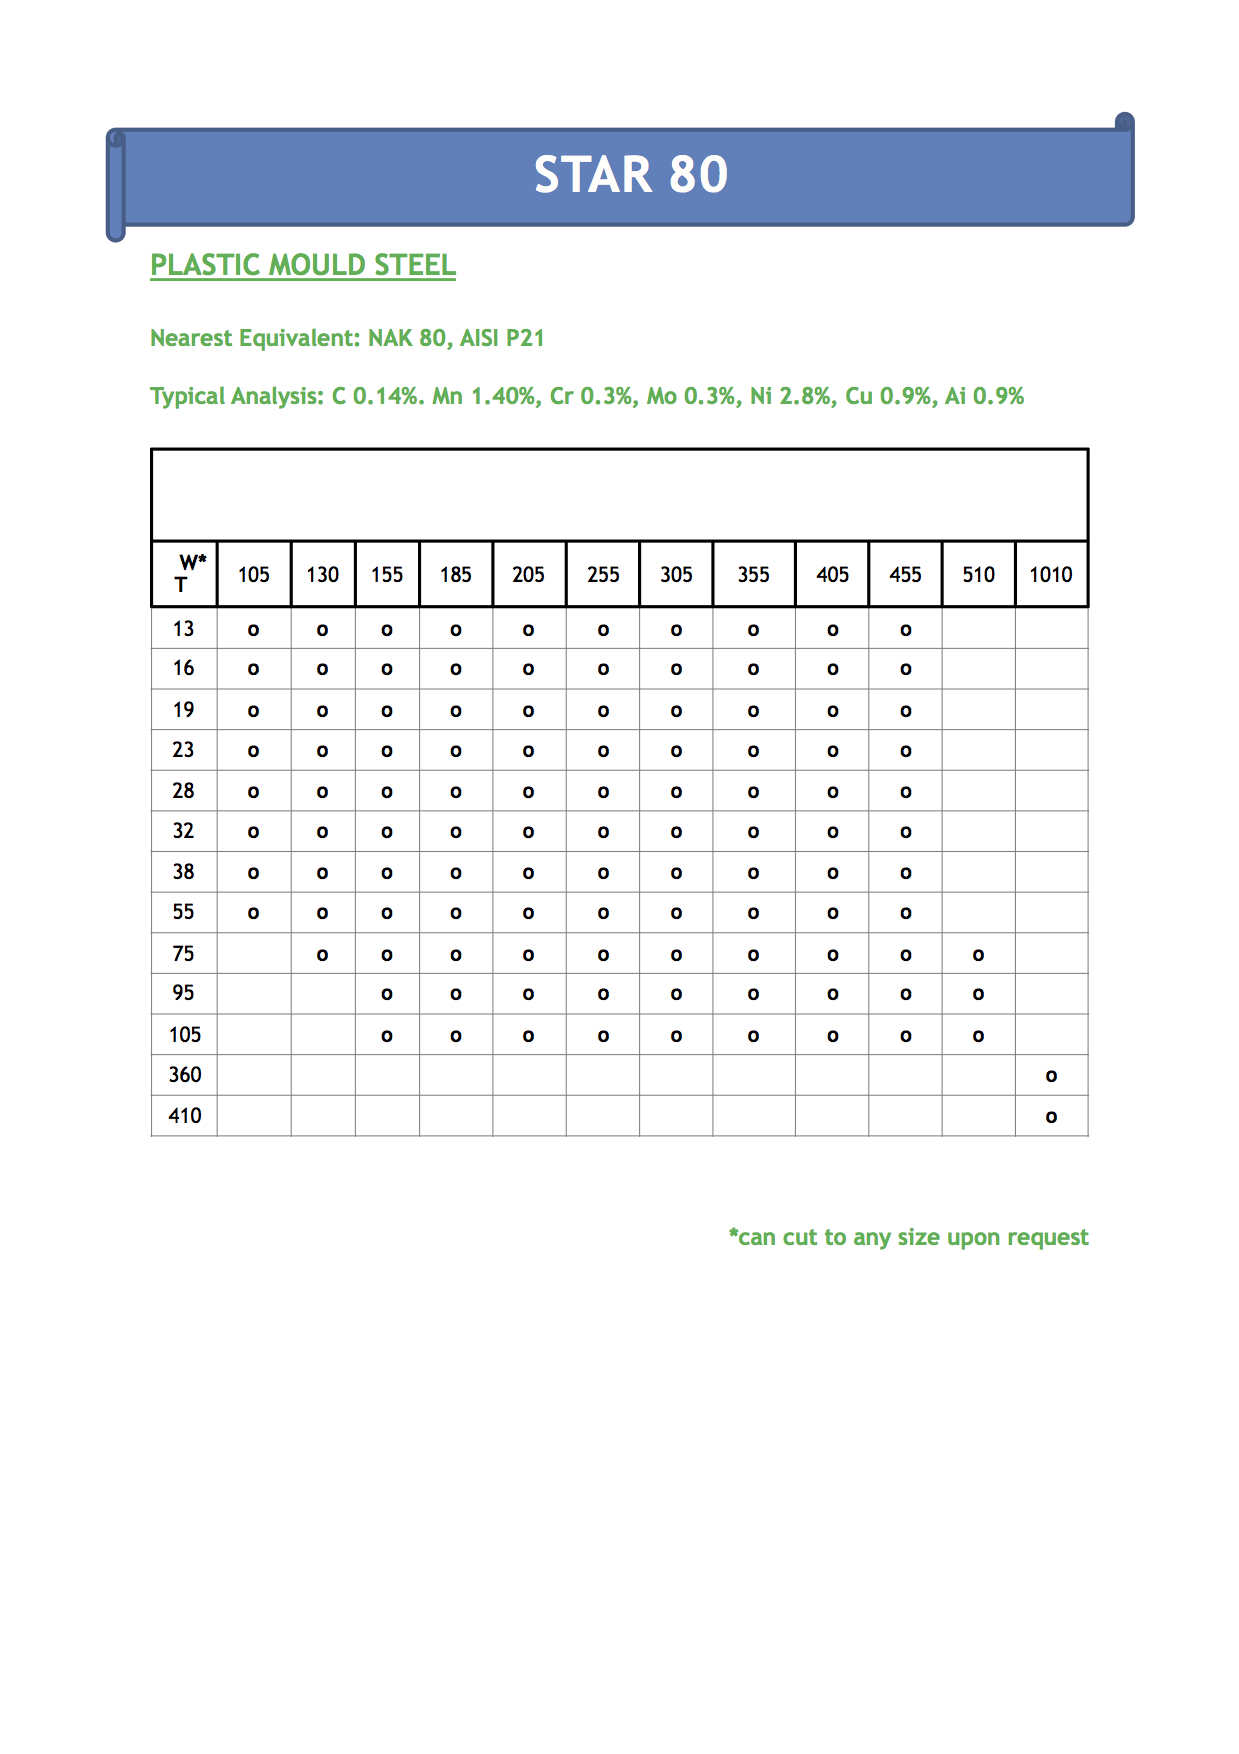 STAR 80
PLASTIC MOULD STEEL
Nearest Equivalent: NAK 80, AISI P21
Typical Analysis: C 0.14%. Mn 1.40%, Cr 0.3%, Mo 0.3%, Ni 2.8%, Cu 0.9%, Ai 0.9%
W*
T 105 130 155 185 205 255 305 355 405 455 510 1010
13 o o o o o o o o o o
16 o o o o o o o o o o
19 o o o o o o o o o o
23 o o o o o o o o o o
28 o o o o o o o o o o
32 o o o o o o o o o o
38 o o o o o o o o o o
55 o o o o o o o o o o
75 o o o o o o o o o o
95 o o o o o o o o o
105 o o o o o o o o o
360 o
410 o
*can cut to any size upon request